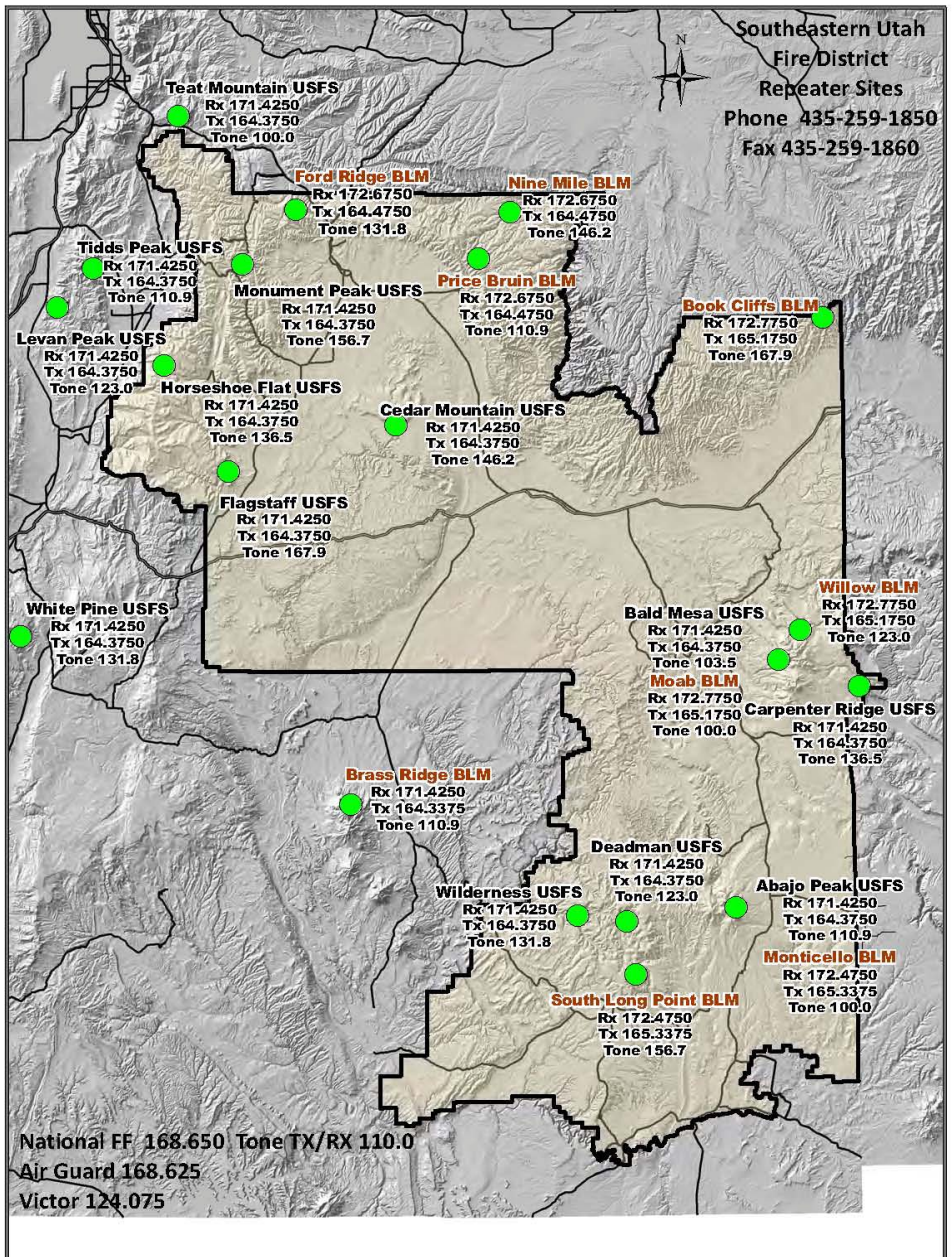 Southeastern Utah
Fire District
Repeater Sites
Phone 435-259-1850
Fax 435-259-1860
N
Teat Mountain USFS
Rx 171.4250
Tx 164.3750
Tone 100.0
Ford Ridge BLM
Rx 172.6750
Tx 164.4750
Tone 131.8
Nine Mile BLM
Rx 172.6750
Tx 164.4750
Tone 146.2
Tidds Peak USFS
Rx 171.4250
Tx 164.3750
Tone 110.9
Monument Peak USFS
Rx 171.4250
Tx 164.3750
Tone 156.7
Price Bruin BLM
Rx 172.6750
Tx 164.4750
Tone 110.9
Book Cliffs BLM
Rx 172.7750
Tx 165.1750
Tone 167.9
Levan Peak USFS
Rx 171.4250
Tx 164.3750
Tone 123.0
Horseshoe Flat USFS
Rx 171.4250
Tx 164.3750
Tone 136.5
Cedar Mountain USFS
Rx 171.4250
Tx 164.3750
Tone 146.2
Flagstaff USFS
Rx 171.4250
Tx 164.3750
Tone 167.9
White Pine USFS
Rx 171.4250
Tx 164.3750
Tone 131.8
Bald Mesa USFS
Rx 171.4250
Tx 164.3750
Tone 103.5
Moab BLM
Rx 172.7750
Tx 165.1750
Tone 100.0
Willow BLM
Rx 172.7750
Tx 165.1750
Tone 123.0
Carpenter Ridge USFS
Rx 171.4250
Tx 164.3750
Tone 136.5
Brass Ridge BLM
Rx 171.4250
Tx 164.3375
Tone 110.9
Deadman USFS
Rx 171.4250
Tx 164.3750
Tone 123.0
Wilderness USFS
Rx 171.4250
Tx 164.3750
Tone 131.8
Abajo Peak USFS
Rx 171.4250
Tx 164.3750
Tone 110.9
Monticello BLM
Rx 172.4750
Tx 165.3375
Tone 100.0
South Long Point BLM
Rx 172.4750
Tx 165.3375
Tone 156.7
National FF 168.650 Tone TX/RX 110.0
Air Guard 168.625
Victor 124.075